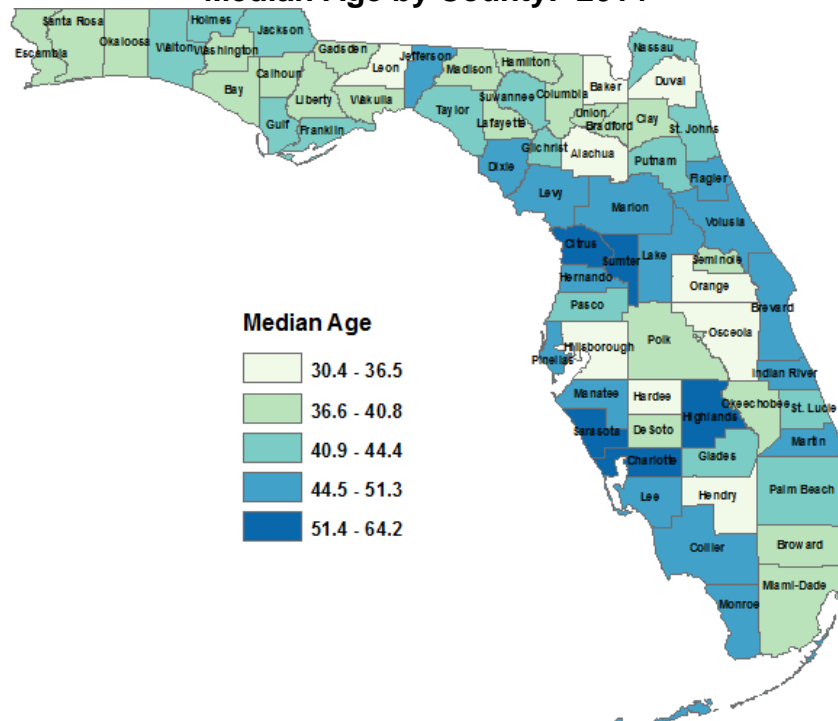 Median Age by County:
Holmes
Santa Rosa
Jackson
Okaloosa
Escambia
Walton
Washington
Gadsden
Jefferson
Hamilton
Nassau
Leon
Madison
Duval
Calhoun
Bay
Liberty
Wakulla
Suwannee
Columbia
Baker
Taylor
Union
Bradford
Clay
Gulf
Franklin
Lafayette
St. Johns
Gilchrist
Alachua
Putnam
Dixie
Flagler
Levy
Marion
Volusia
Citrus
Sumter
Lake
Seminole
Hernando
Orange
Pasco
Brevard
Osceola
Hillsborough
Polk
Pinellas
Indian River
Manatee
Hardee
Okeechobee
Highlands
St. Lucie
Sarasota
DeSoto
Martin
Charlotte
Glades
Lee
Hendry
Palm Beach
Collier
Broward
Miami-Dade
Monroe
Median Age
30.4 - 36.5
36.6 - 40.8
40.9 - 44.4
44.5 - 51.3
51.4 - 64.2